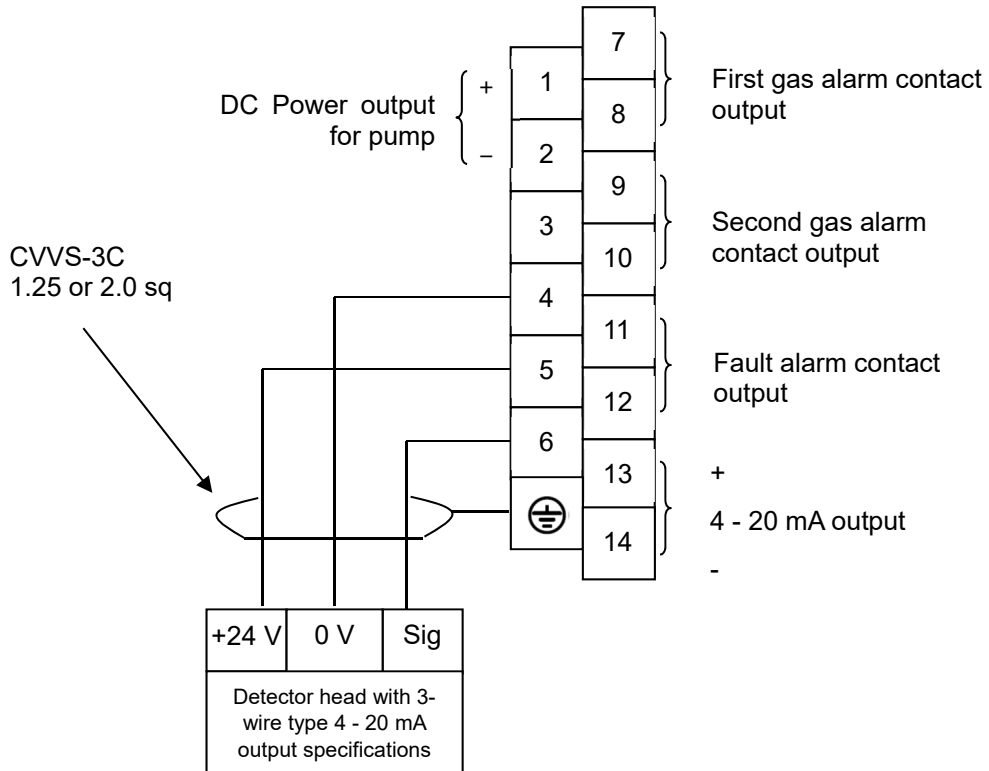 7
First gas alarm contact
output
DC Power output
for pump
+
1
8
−
2
9
Second gas alarm
contact output
3
10
CVVS-3C
1.25 or 2.0 sq
4
11
Fault alarm contact
output
5
12
6
13
+
4 - 20 mA output
14
-
+24 V
0 V
Sig
Detector head with 3-
wire type 4 - 20 mA
output specifications